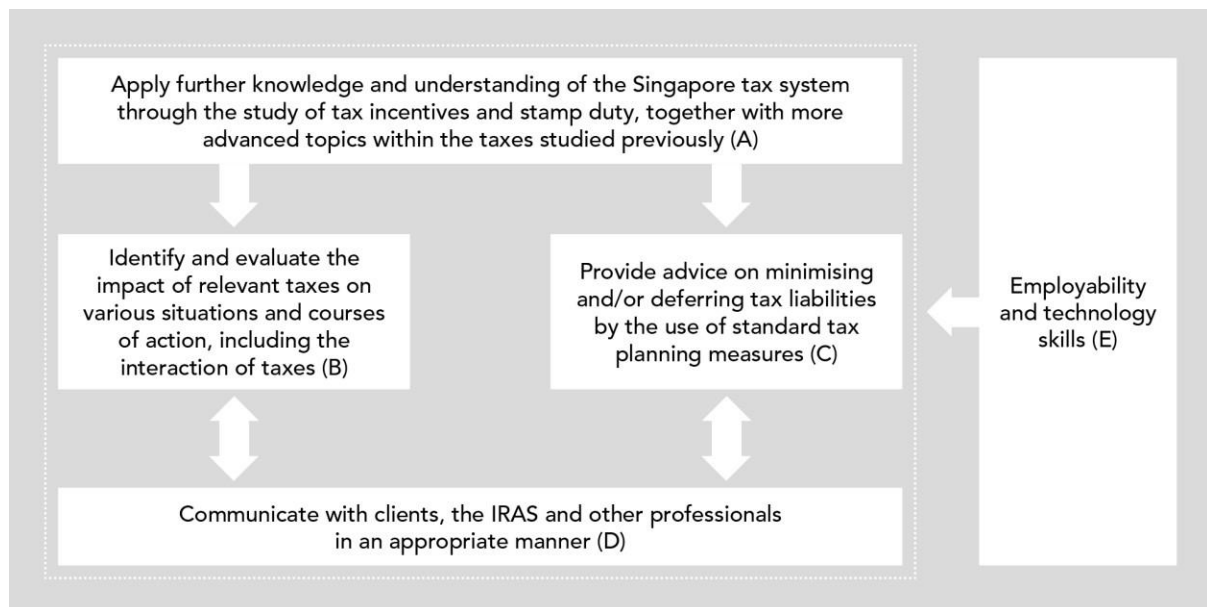 Apply further knowledge and understanding of the Singapore tax system
through the study of tax incentives and stamp duty, together with more
advanced topics within the taxes studied previously (A)
Identify and evaluate the
impact of relevant taxes on
various situations and courses
of action, including the
interaction of taxes (B)
Provide advice on minimising
and/or deferring tax liabilities
by the use of standard tax
planning measures (C)
Employability
and technology
skills (E)
Communicate with clients, the IRAS and other professionals
in an appropriate manner (D)